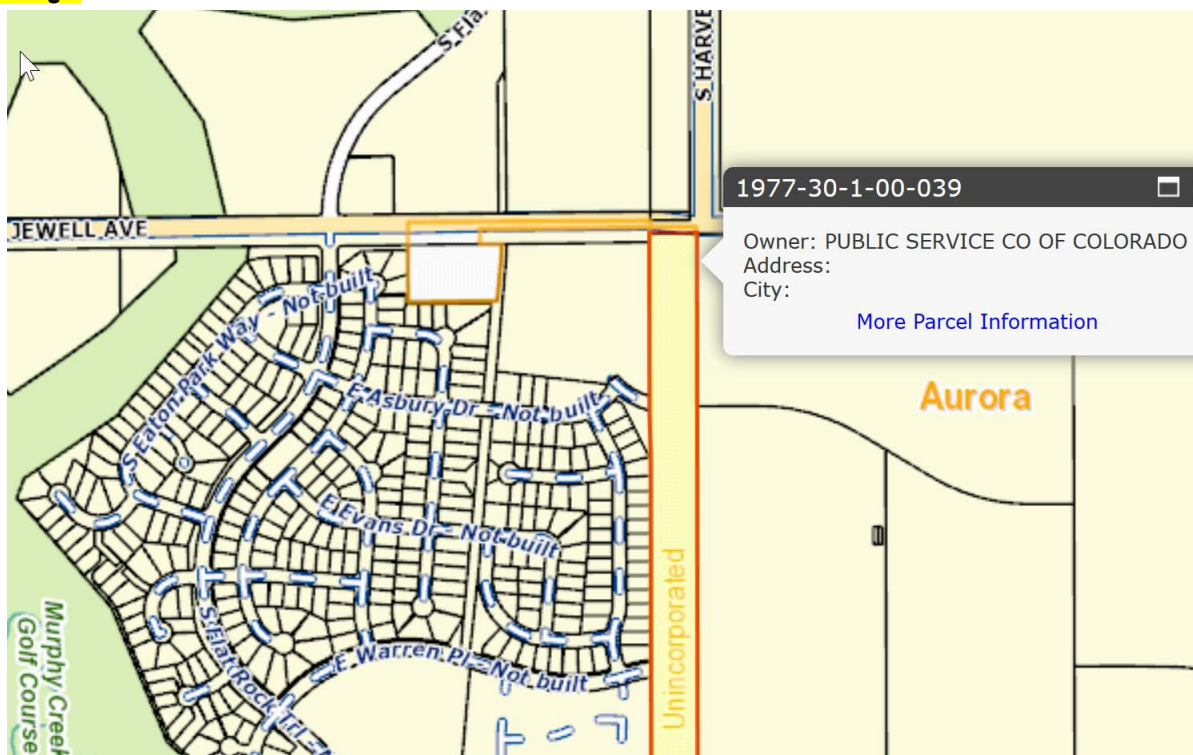 S Fla
S HARVE
1977-30-1-00-039
JEWELL AVE
Owner: PUBLIC SERVICE CO OF COLORADO
Address:
City:
More Parcel Information
S Eaton Park Way - Not built
E Asbury Dr - Not built
Aurora
E Evans Dr - Not built
Unincorporated
Murphy Creek
Golf Course
S Flat Rock Trl
E Warren Pl - Not built